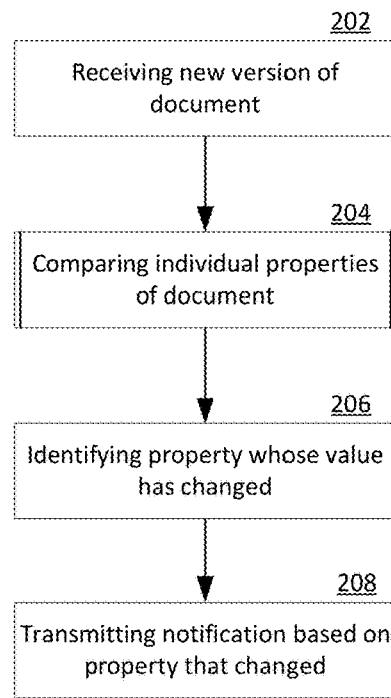 202
Receiving new version of
document
204
Comparing individual properties
of document
206
Identifying property whose value
has changed
208
Transmitting notification based on
property that changed